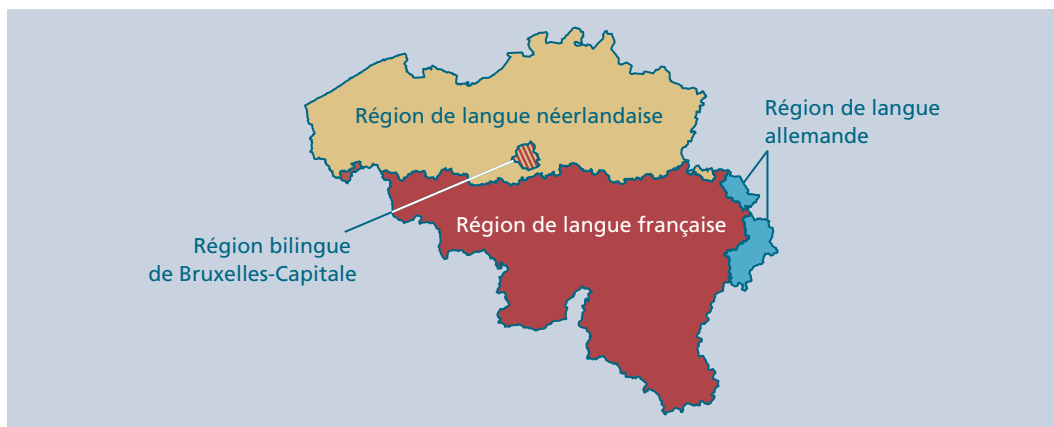 Région de langue néerlandaise
Région de langue
allemande
Région de langue française
Région bilingue
de Bruxelles-Capitale